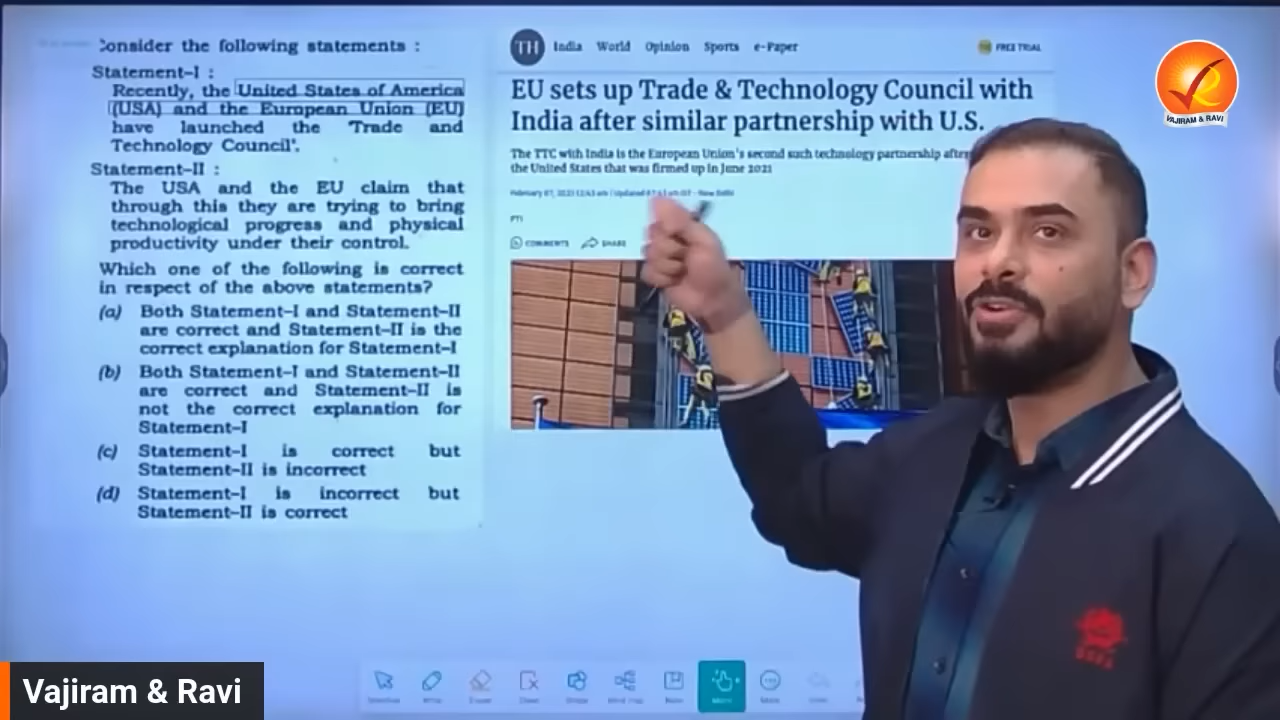 Consider the following statements :
Statement-I :
Recently, the United States of America
(USA) and the European Union (EU)
have launched the 'Trade and
Technology Council'.
Statement-II :
The USA and the EU claim that
through this they are trying to bring
technological progress and physical
productivity under their control.
Which one of the following is correct
in respect of the above statements?
(a) Both Statement-I and Statement-II
are correct and Statement-II is the
correct explanation for Statement-I
(b) Both Statement-I and Statement-II
are correct and Statement-II is
not the correct explanation for
Statement-I
(c) Statement-I is correct but
Statement-II is incorrect
(d) Statement-I is incorrect but
Statement-II is correct
TH India World Opinion Sports e-Paper FREE TRIAL
EU sets up Trade & Technology Council with
India after similar partnership with U.S.
The TTC with India is the European Union's second such technology partnership after
the United States that was firmed up in June 2021
PTI
COMMENTS SHARE
VAJIRAM & RAVI
Vajiram & Ravi